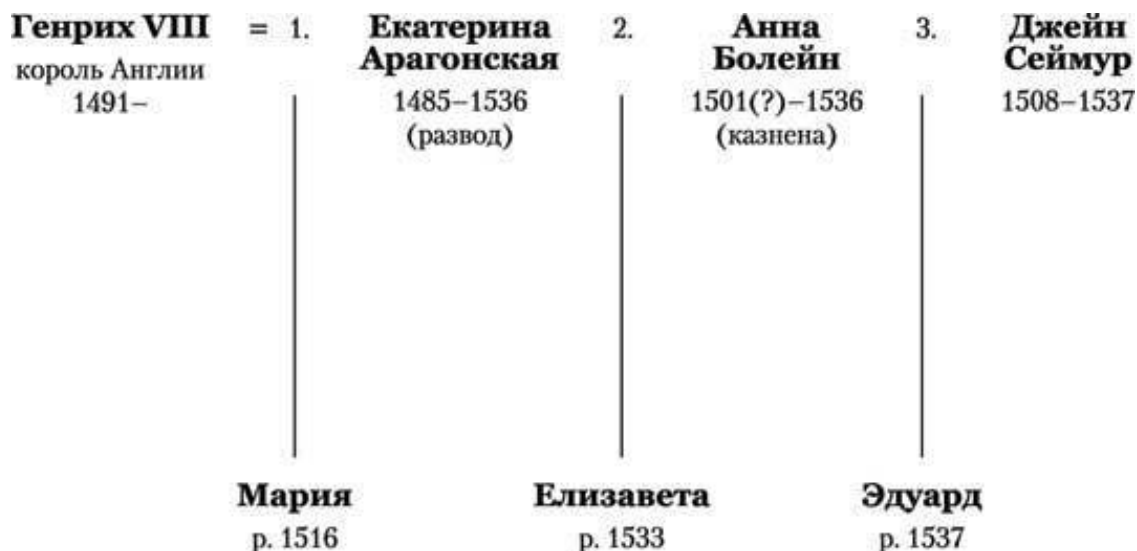 Генрих VIII = 1. Екатерина 2. Анна 3. Джейн
Арагонская Болейн Сеймур
король Англии
1491– 1485–1536 1501(?)–1536 1508–1537
(развод) (казнена)
Мария Елизавета Эдуард
р. 1516 р. 1533 р. 1537